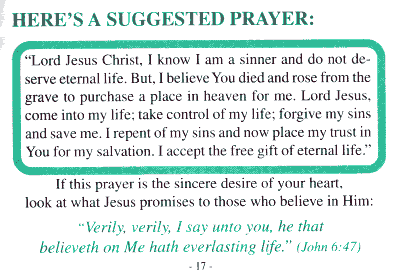 HERE'S A SUGGESTED PRAYER:
“Lord Jesus Christ, I know I am a sinner and do not de-
serve eternal life. But, I believe You died and rose from the
grave to purchase a place in heaven for me. Lord Jesus,
come into my life; take control of my life; forgive my sins
and save me. I repent of my sins and now place my trust in
You for my salvation. I accept the free gift of eternal life.”
If this prayer is the sincere desire of your heart,
look at what Jesus promises to those who believe in Him:
“Verily, verily, I say unto you, he that
believeth on Me hath everlasting life.” (John 6:47)
- 17 -